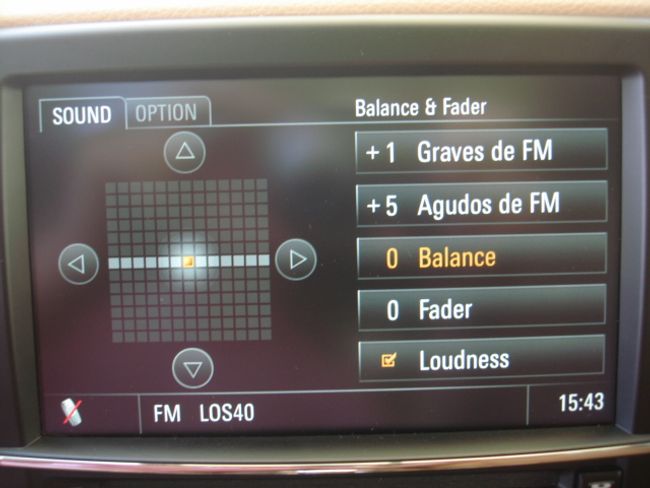 SOUND OPTION Balance & Fader
+ 1 Graves de FM
+ 5 Agudos de FM
0 Balance
0 Fader
Loudness
FM LOS40 15:43